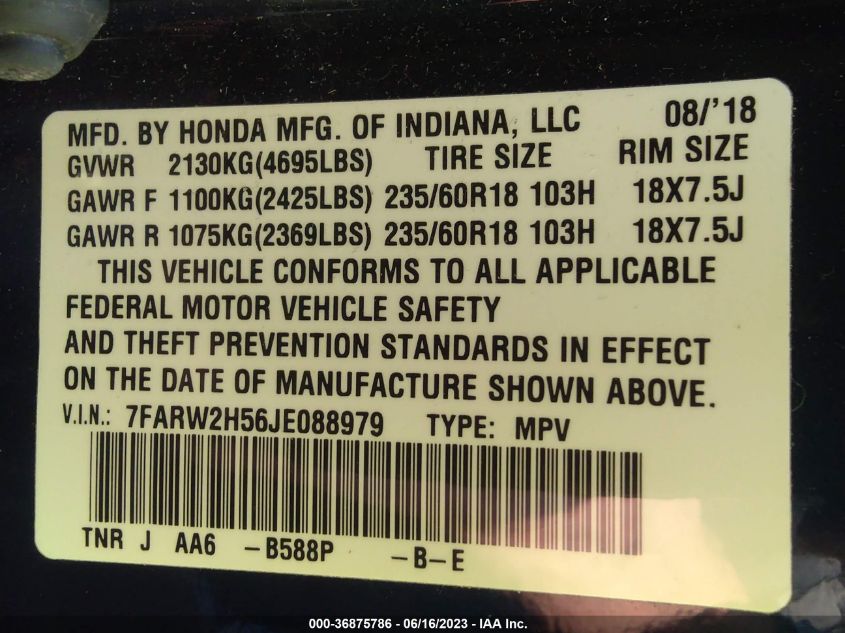 MFD. BY HONDA MFG. OF INDIANA, LLC 08/'18
GVWR 2130KG(4695LBS) TIRE SIZE RIM SIZE
GAWR F 1100KG(2425LBS) 235/60R18 103H 18X7.5J
GAWR R 1075KG(2369LBS) 235/60R18 103H 18X7.5J
THIS VEHICLE CONFORMS TO ALL APPLICABLE
FEDERAL MOTOR VEHICLE SAFETY
AND THEFT PREVENTION STANDARDS IN EFFECT
ON THE DATE OF MANUFACTURE SHOWN ABOVE.
V.I.N.: 7FARW2H56JE088979 TYPE: MPV
TNR J AA6 -B588P -B-E
000-36875786 - 06/16/2023 - IAA Inc.